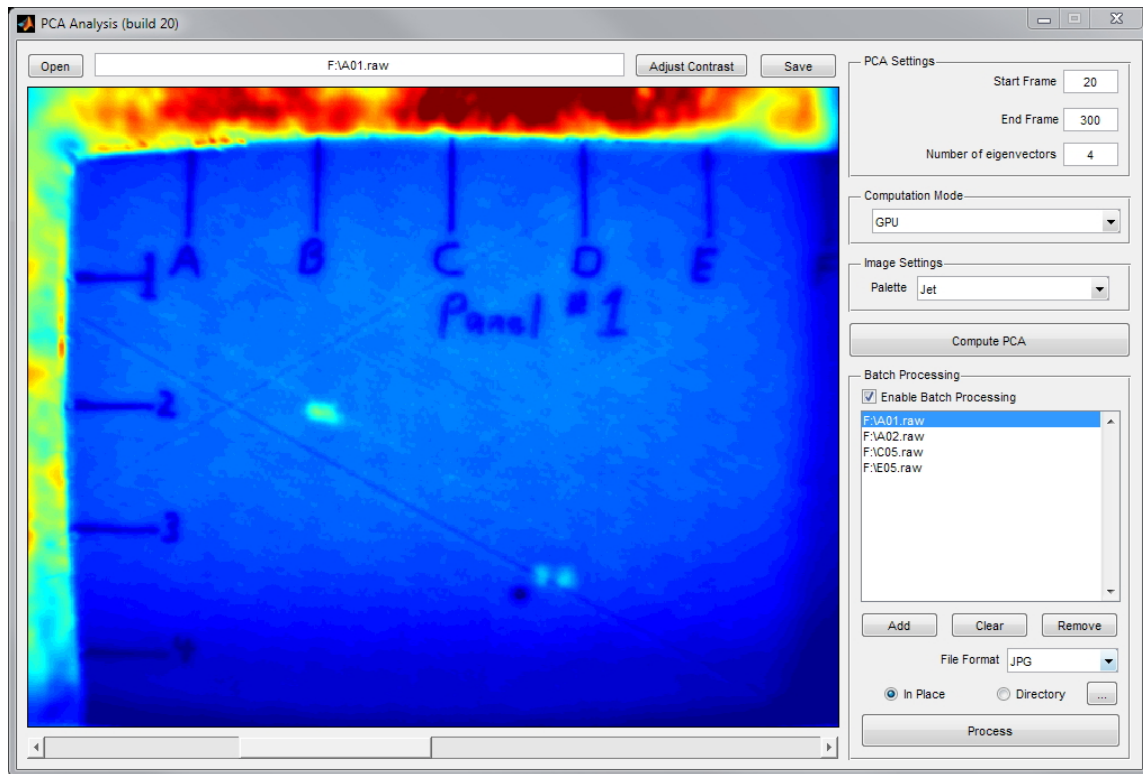 PCA Analysis (build 20)
Open
F:\A01.raw
Adjust Contrast
Save
A B C D E F
1
Panel #1
2
3
4
PCA Settings
Start Frame 20
End Frame 300
Number of eigenvectors 4
Computation Mode
GPU
Image Settings
Palette Jet
Compute PCA
Batch Processing
Enable Batch Processing
F:\A01.raw
F:\A02.raw
F:\C05.raw
F:\E05.raw
Add Clear Remove
File Format JPG
In Place Directory ...
Process